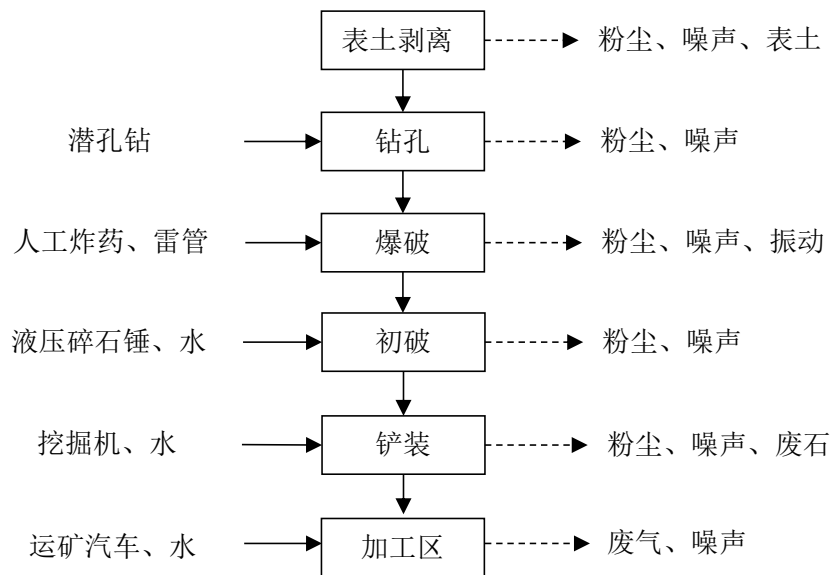 表土剥离
粉尘、噪声、表土
潜孔钻
钻孔
粉尘、噪声
人工炸药、雷管
爆破
粉尘、噪声、振动
液压碎石锤、水
初破
粉尘、噪声
挖掘机、水
铲装
粉尘、噪声、废石
运矿汽车、水
加工区
废气、噪声